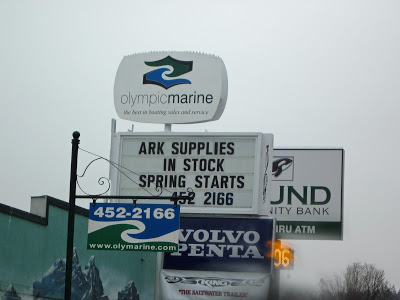 olympicmarine
the best in boating sales and service
ARK SUPPLIES
IN STOCK
SPRING STARTS
452 2166
UND
NITY BANK
RU ATM
452-2166
www.olymarine.com
VOLVO
PENTA
06
KING
"THE SALTWATER TRAILER"